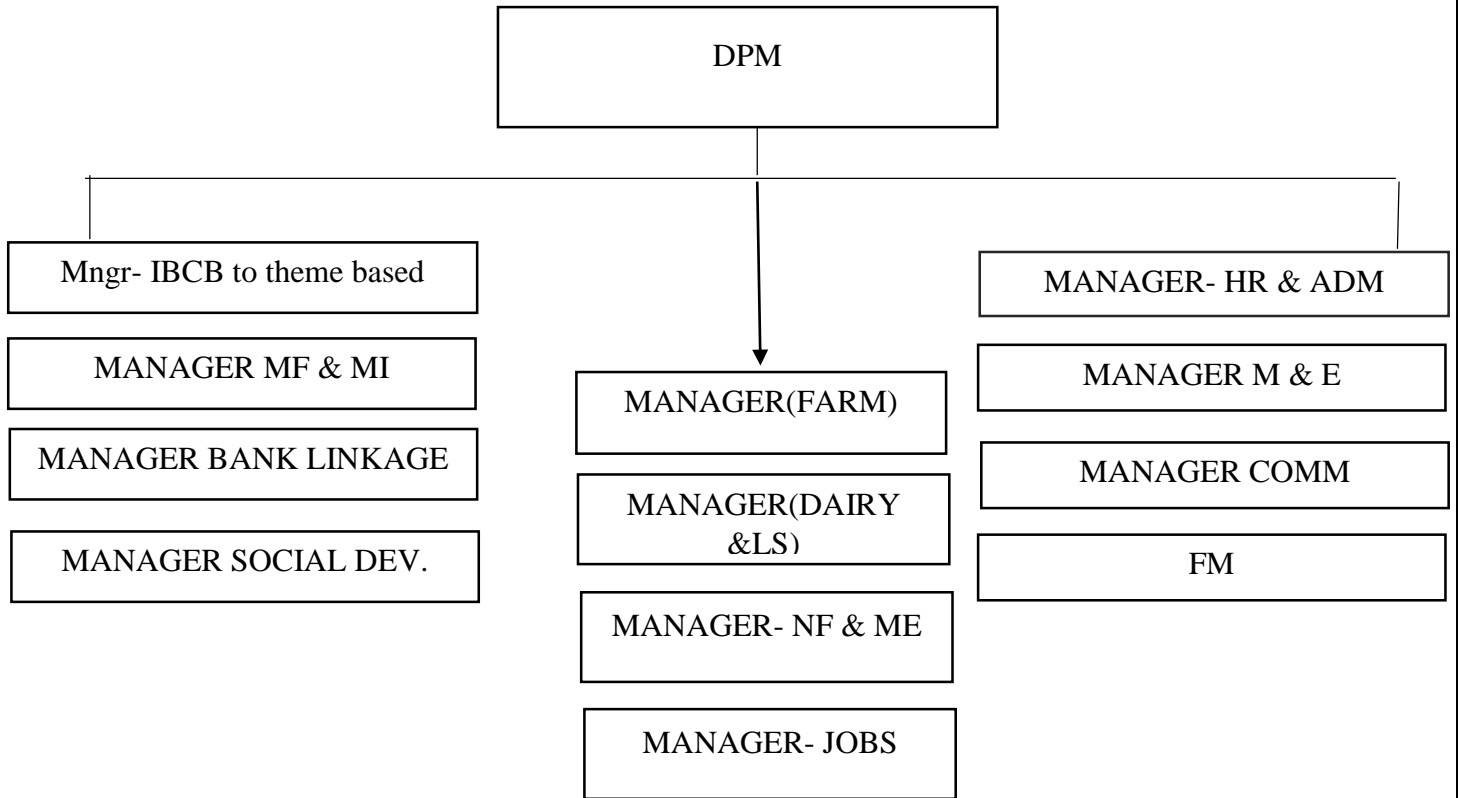 DPM
Mngr- IBCB to theme based
MANAGER MF & MI
MANAGER BANK LINKAGE
MANAGER SOCIAL DEV.
MANAGER(FARM)
MANAGER(DAIRY
&LS)
MANAGER- NF & ME
MANAGER- JOBS
MANAGER- HR & ADM
MANAGER M & E
MANAGER COMM
FM